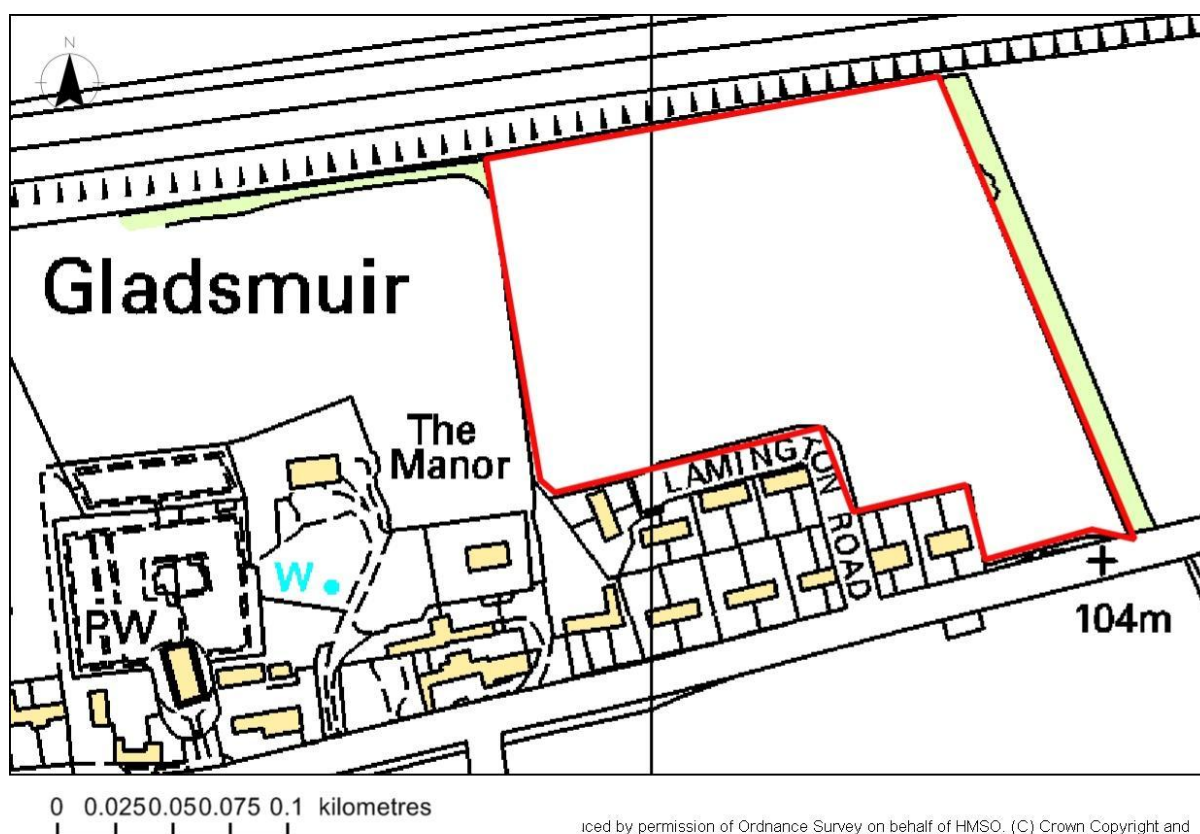 N
Gladsmuir
The
Manor
LAMINGTON ROAD
W
PW
104m
0 0.0250.050.075 0.1 kilometres
iced by permission of Ordnance Survey on behalf of HMSO. (C) Crown Copyright and